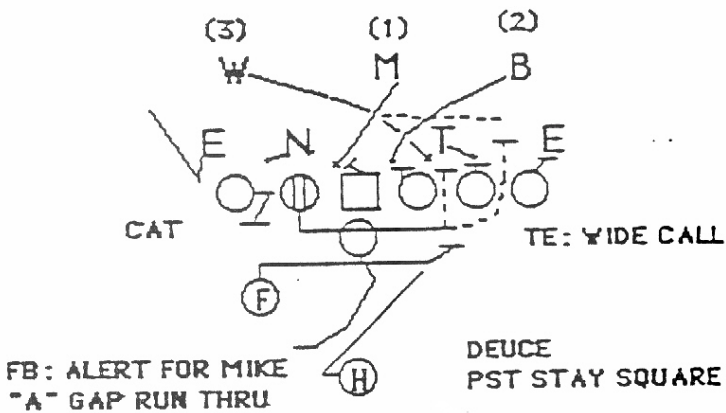 (3) (1) (2)
W M B
E N T E
CAT
TE: WIDE CALL
F
FB: ALERT FOR MIKE
"A" GAP RUN THRU
H
DEUCE
PST STAY SQUARE